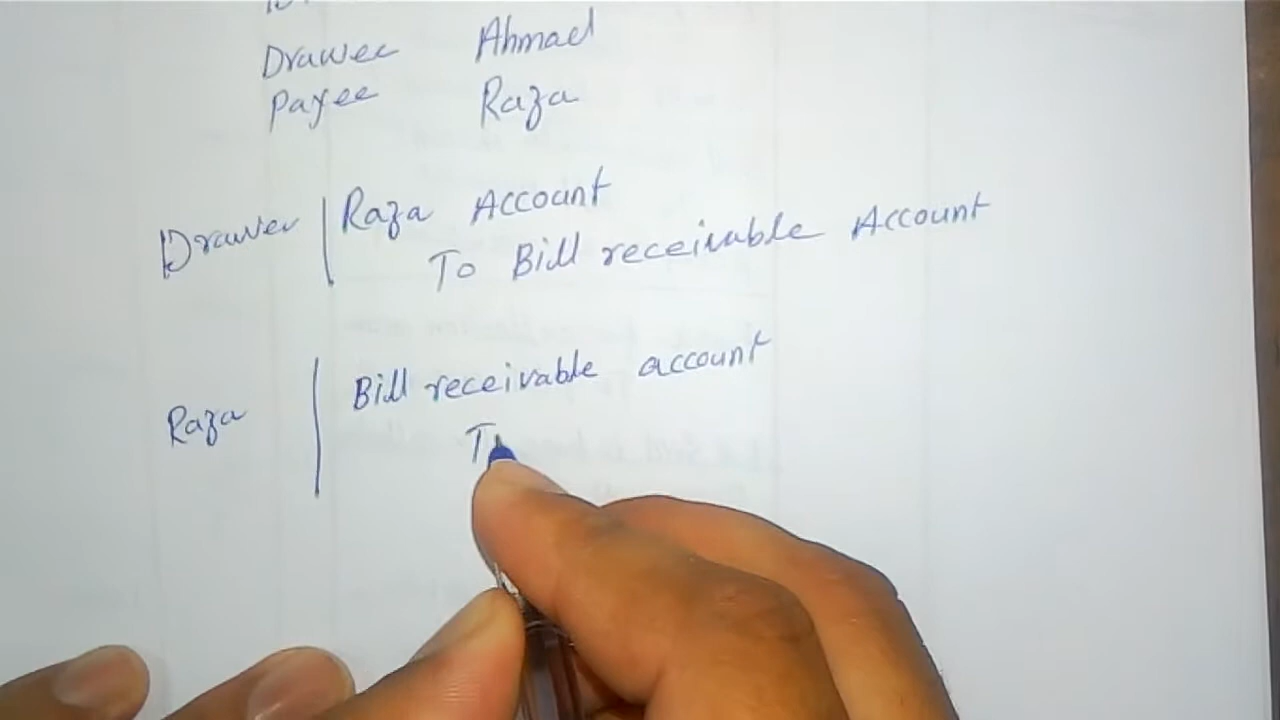 Drawee Ahmad
Payee Raza
Drawer Raza Account
To Bill receivable Account
Raza Bill receivable account
T